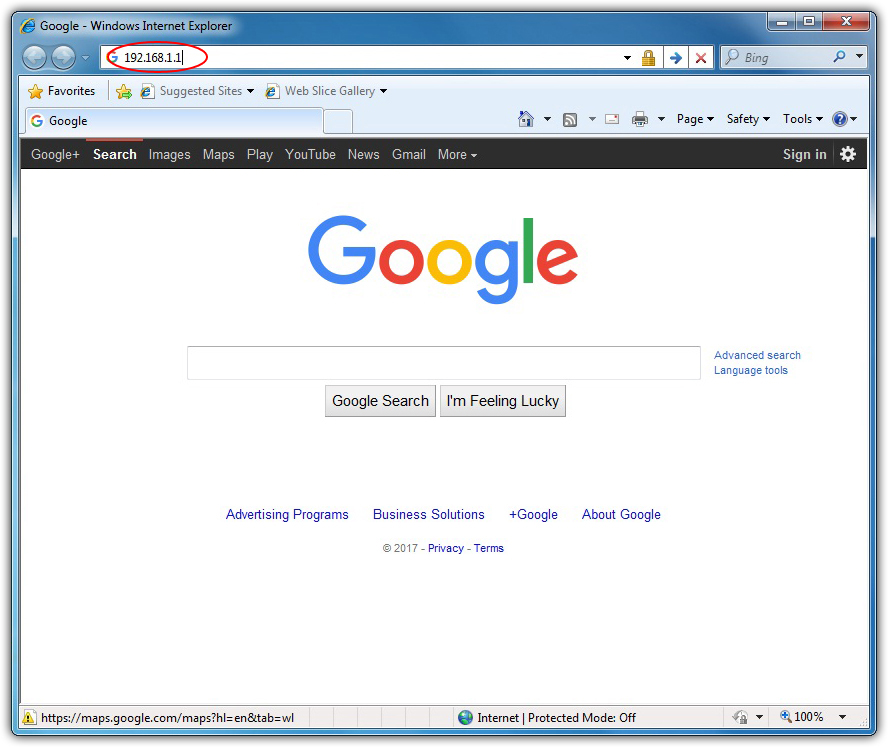 Google - Windows Internet Explorer
192.168.1.1
Bing
Favorites Suggested Sites Web Slice Gallery
Google
Page Safety Tools
Google+ Search Images Maps Play YouTube News Gmail More Sign in
Google
Advanced search
Language tools
Google Search I'm Feeling Lucky
Advertising Programs Business Solutions +Google About Google
© 2017 - Privacy - Terms
https://maps.google.com/maps?hl=en&tab=wl Internet | Protected Mode: Off 100%